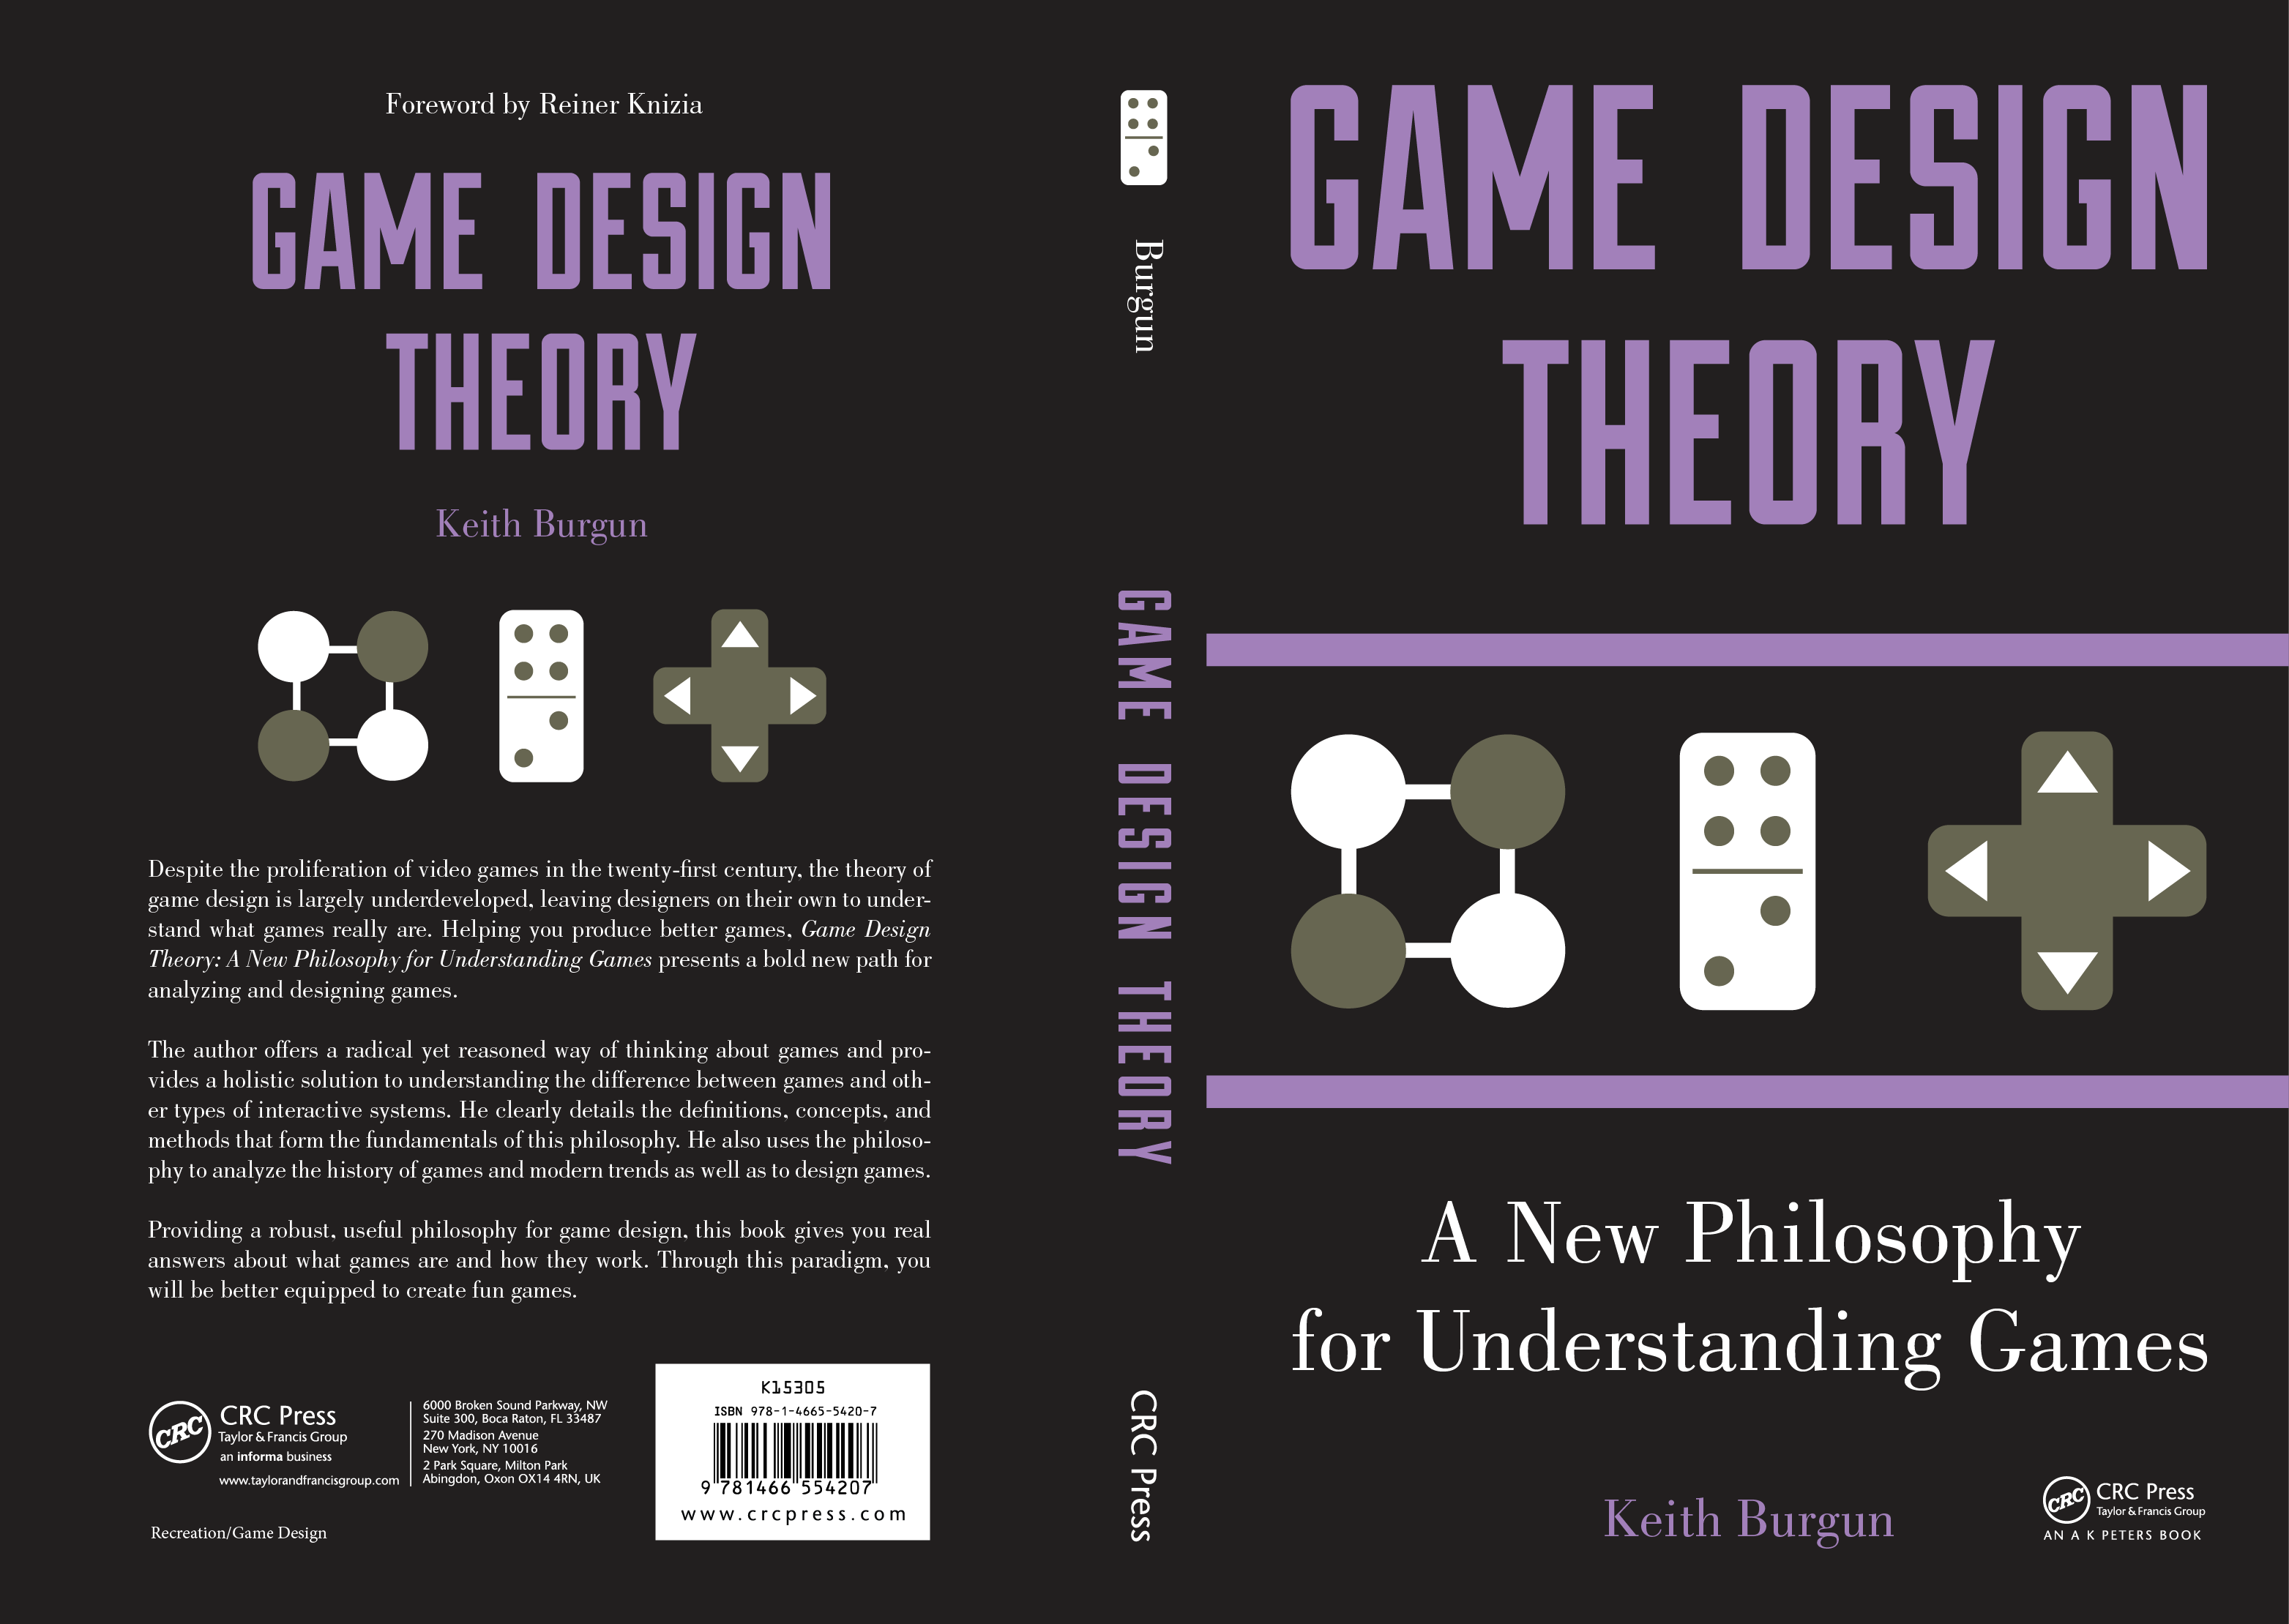 Foreword by Reiner Knizia
GAME DESIGN
THEORY
Keith Burgun
Despite the proliferation of video games in the twenty-first century, the theory of
game design is largely underdeveloped, leaving designers on their own to under-
stand what games really are. Helping you produce better games, Game Design
Theory: A New Philosophy for Understanding Games presents a bold new path for
analyzing and designing games.
The author offers a radical yet reasoned way of thinking about games and pro-
vides a holistic solution to understanding the difference between games and oth-
er types of interactive systems. He clearly details the definitions, concepts, and
methods that form the fundamentals of this philosophy. He also uses the philoso-
phy to analyze the history of games and modern trends as well as to design games.
Providing a robust, useful philosophy for game design, this book gives you real
answers about what games are and how they work. Through this paradigm, you
will be better equipped to create fun games.
CRC
CRC Press
Taylor & Francis Group
an informa business
www.taylorandfrancisgroup.com
6000 Broken Sound Parkway, NW
Suite 300, Boca Raton, FL 33487
270 Madison Avenue
New York, NY 10016
2 Park Square, Milton Park
Abingdon, Oxon OX14 4RN, UK
Recreation/Game Design
K15305
ISBN 978-1-4665-5420-7
9 781466 554207
www.crcpress.com
Burgun
GAME DESIGN THEORY
CRC Press
GAME DESIGN
THEORY
A New Philosophy
for Understanding Games
Keith Burgun
CRC
CRC Press
Taylor & Francis Group
AN A K PETERS BOOK